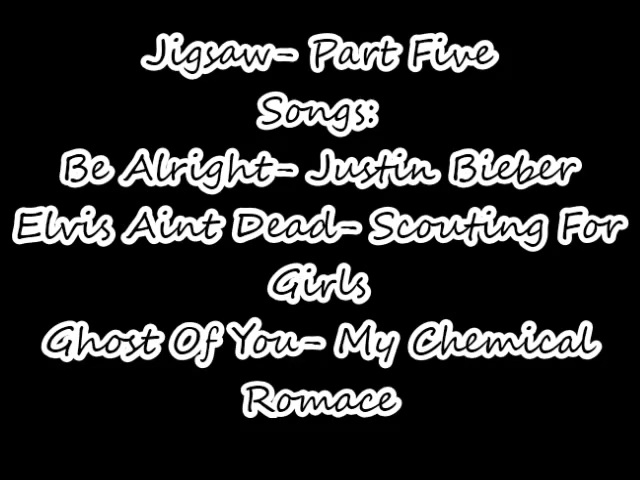 Jigsaw- Part Five
Songs:
Be Alright- Justin Bieber
Elvis Aint Dead- Scouting For
Girls
Ghost Of You- My Chemical
Romace